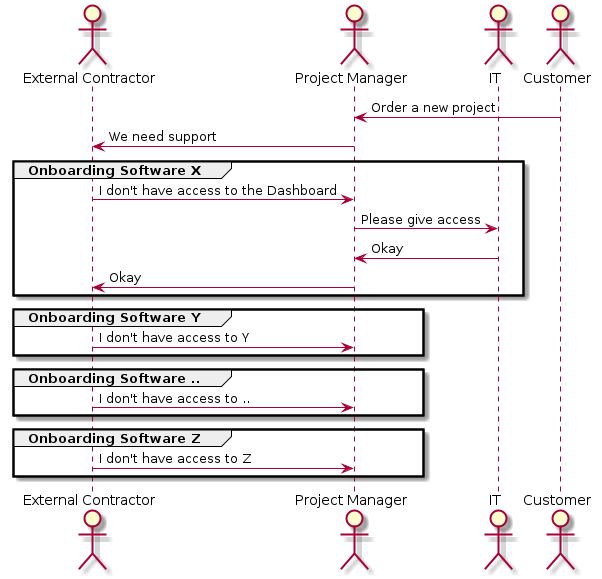 External Contractor Project Manager IT Customer
Order a new project
We need support
Onboarding Software X
I don't have access to the Dashboard
Please give access
Okay
Okay
Onboarding Software Y
I don't have access to Y
Onboarding Software ..
I don't have access to ..
Onboarding Software Z
I don't have access to Z
External Contractor Project Manager IT Customer